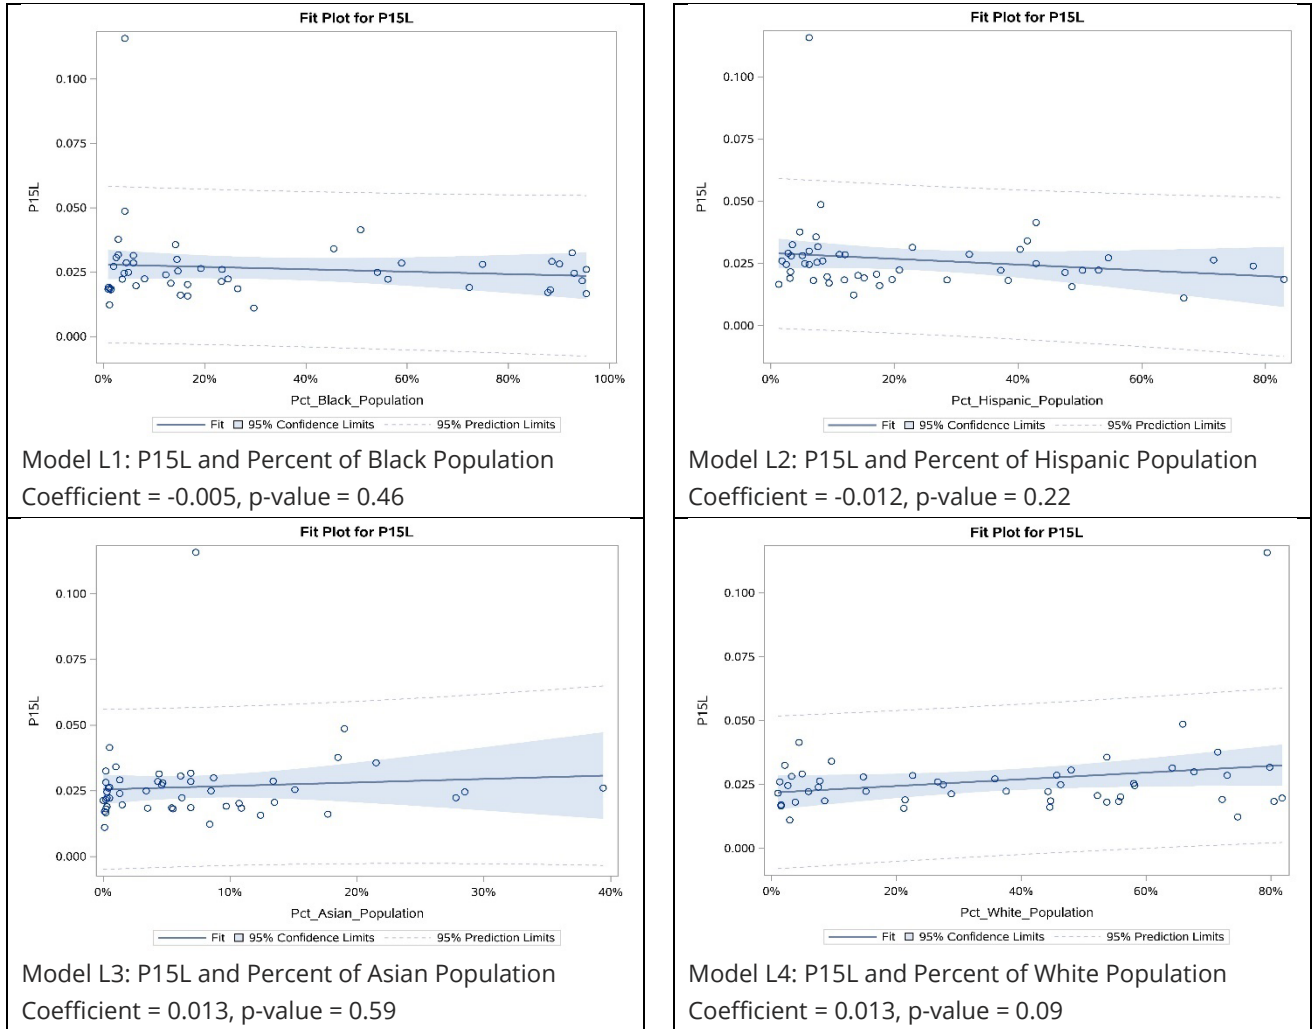 Fit Plot for P15L
0.100
0.075
0.050
0.025
0.000
P15L
0% 20% 40% 60% 80% 100%
Pct_Black_Population
Fit 95% Confidence Limits 95% Prediction Limits
Model L1: P15L and Percent of Black Population
Coefficient = -0.005, p-value = 0.46
Fit Plot for P15L
0.100
0.075
0.050
0.025
0.000
P15L
0% 20% 40% 60% 80%
Pct_Hispanic_Population
Fit 95% Confidence Limits 95% Prediction Limits
Model L2: P15L and Percent of Hispanic Population
Coefficient = -0.012, p-value = 0.22
Fit Plot for P15L
0.100
0.075
0.050
0.025
0.000
P15L
0% 10% 20% 30% 40%
Pct_Asian_Population
Fit 95% Confidence Limits 95% Prediction Limits
Model L3: P15L and Percent of Asian Population
Coefficient = 0.013, p-value = 0.59
Fit Plot for P15L
0.100
0.075
0.050
0.025
0.000
P15L
0% 20% 40% 60% 80%
Pct_White_Population
Fit 95% Confidence Limits 95% Prediction Limits
Model L4: P15L and Percent of White Population
Coefficient = 0.013, p-value = 0.09